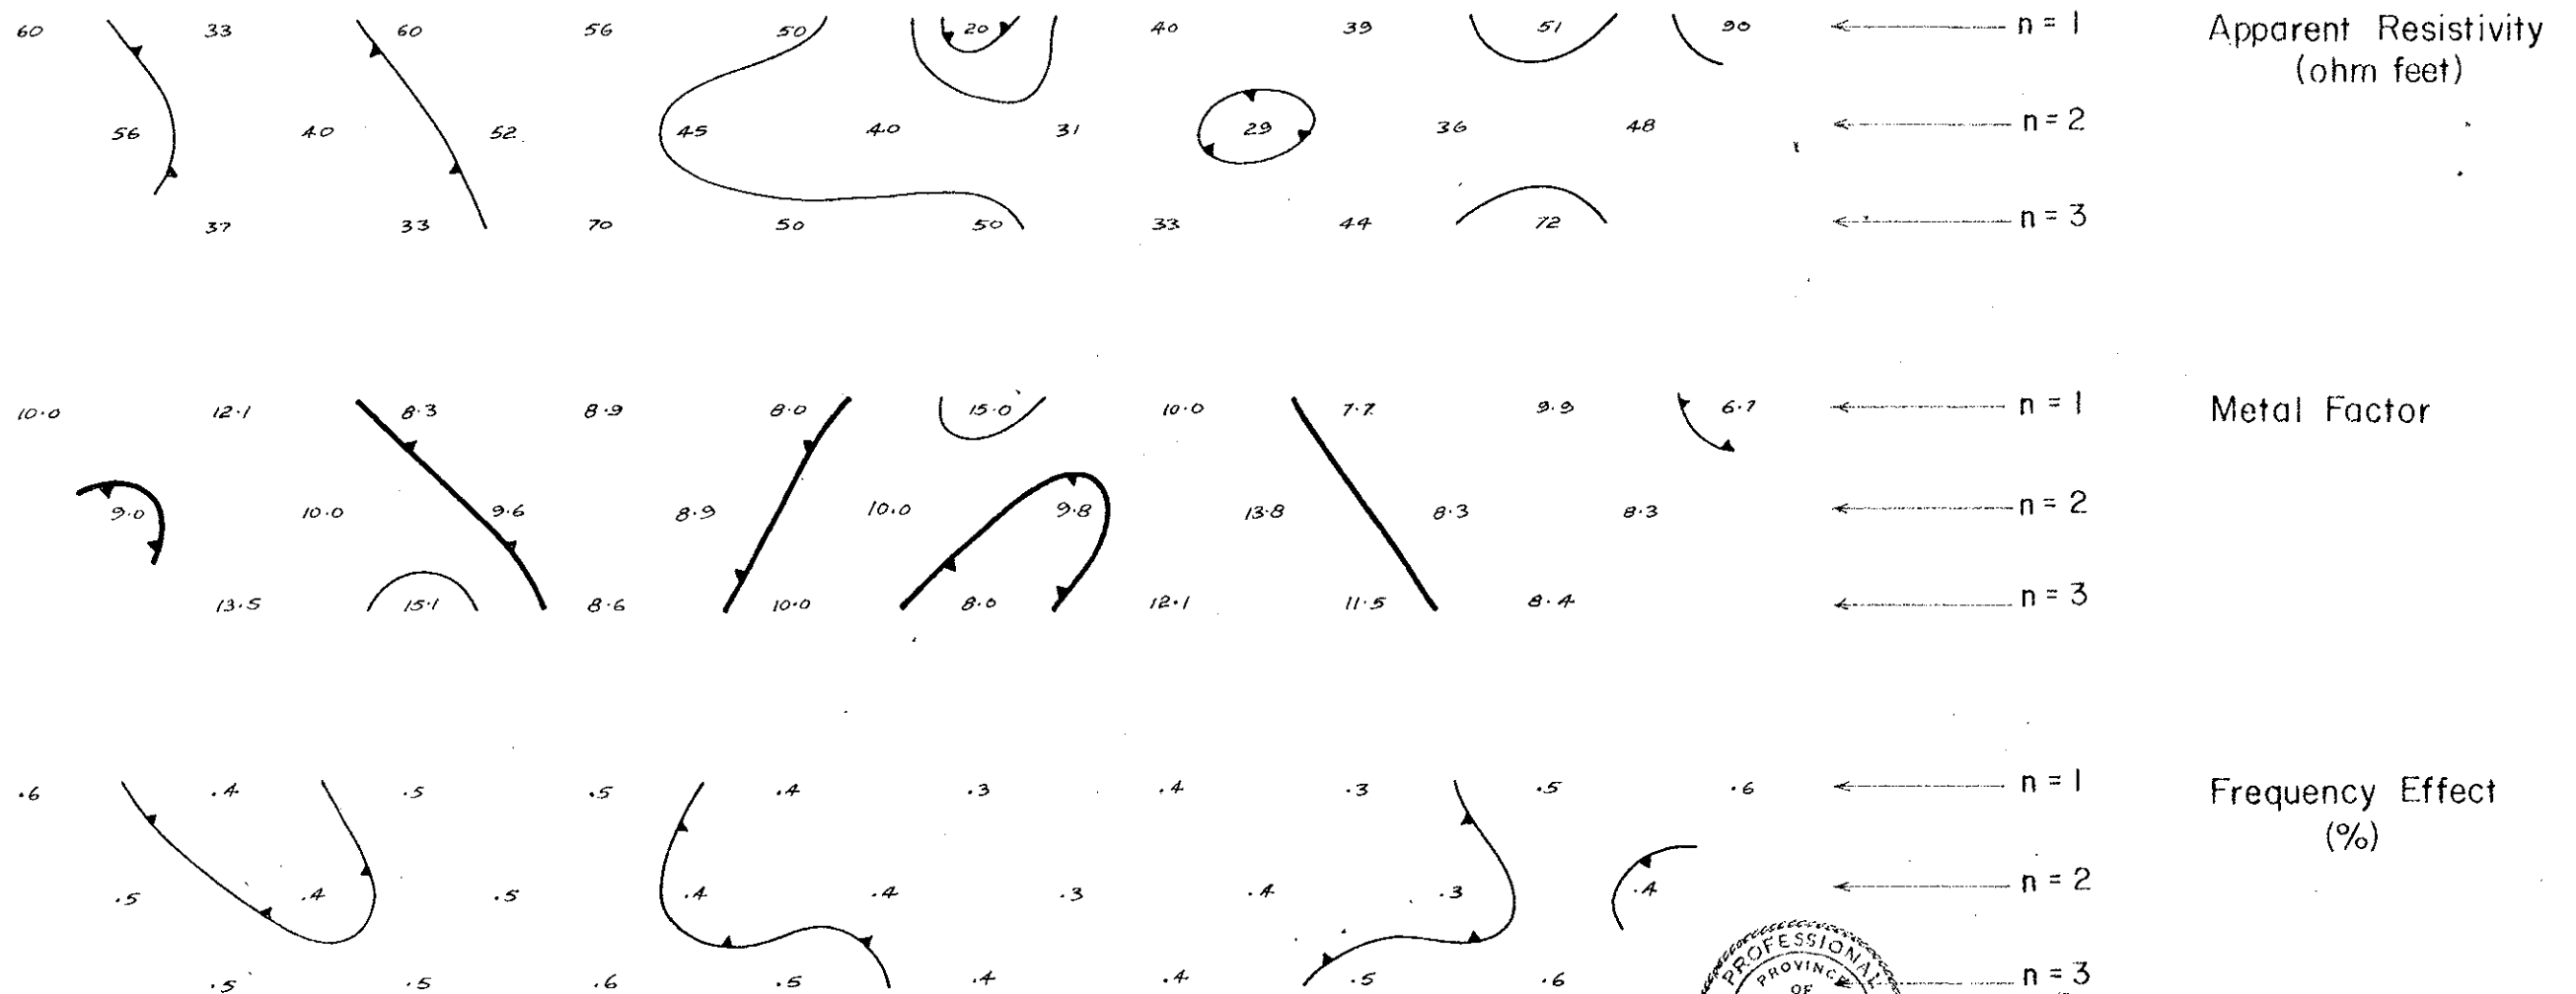 60 33 60 56 50 20 40 39 51 90 n = 1 Apparent Resistivity
(ohm feet)
56 40 52 45 40 31 29 36 48 n = 2
37 33 70 50 50 33 44 72 n = 3
10.0 12.1 8.3 8.9 8.0 15.0 10.0 7.7 9.9 6.7 n = 1 Metal Factor
9.0 10.0 9.6 8.9 10.0 9.8 13.8 8.3 8.3 n = 2
13.5 15.1 8.6 10.0 8.0 12.1 11.5 8.4 n = 3
.6 .4 .5 .5 .4 .3 .4 .3 .5 .6 n = 1 Frequency Effect
(%)
.5 .4 .5 .4 .4 .3 .4 .3 .4 n = 2
.5 .5 .6 .5 .4 .4 .5 .6 n = 3
PROFESSIONAL
PROVINCE
OF